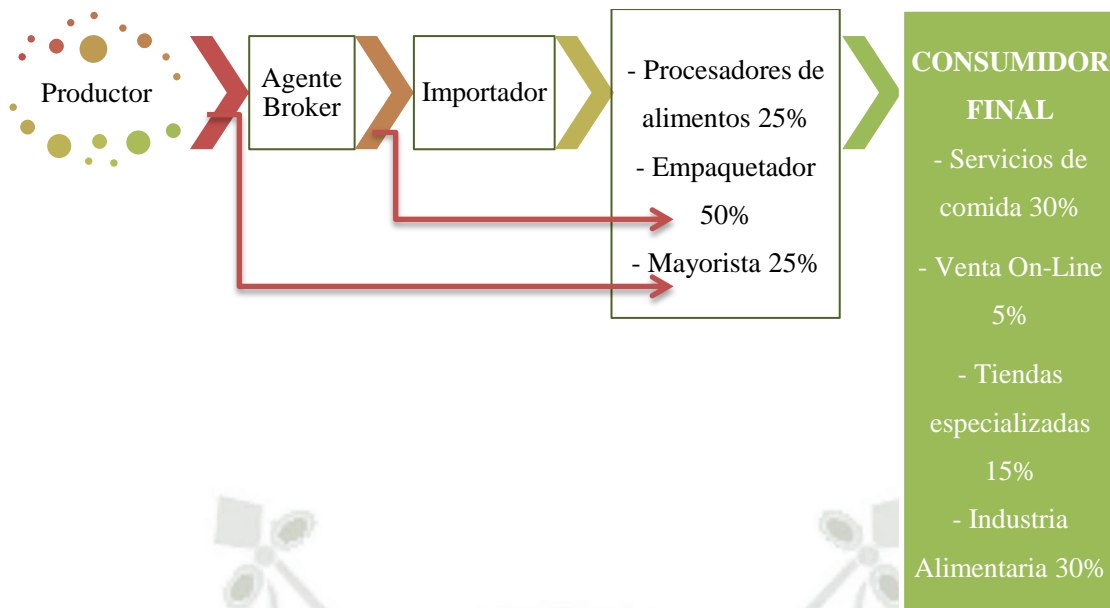 Productor
Agente
Broker
Importador
- Procesadores de
alimentos 25%
- Empaquetador
50%
- Mayorista 25%
CONSUMIDOR
FINAL
- Servicios de
comida 30%
- Venta On-Line
5%
- Tiendas
especializadas
15%
- Industria
Alimentaria 30%